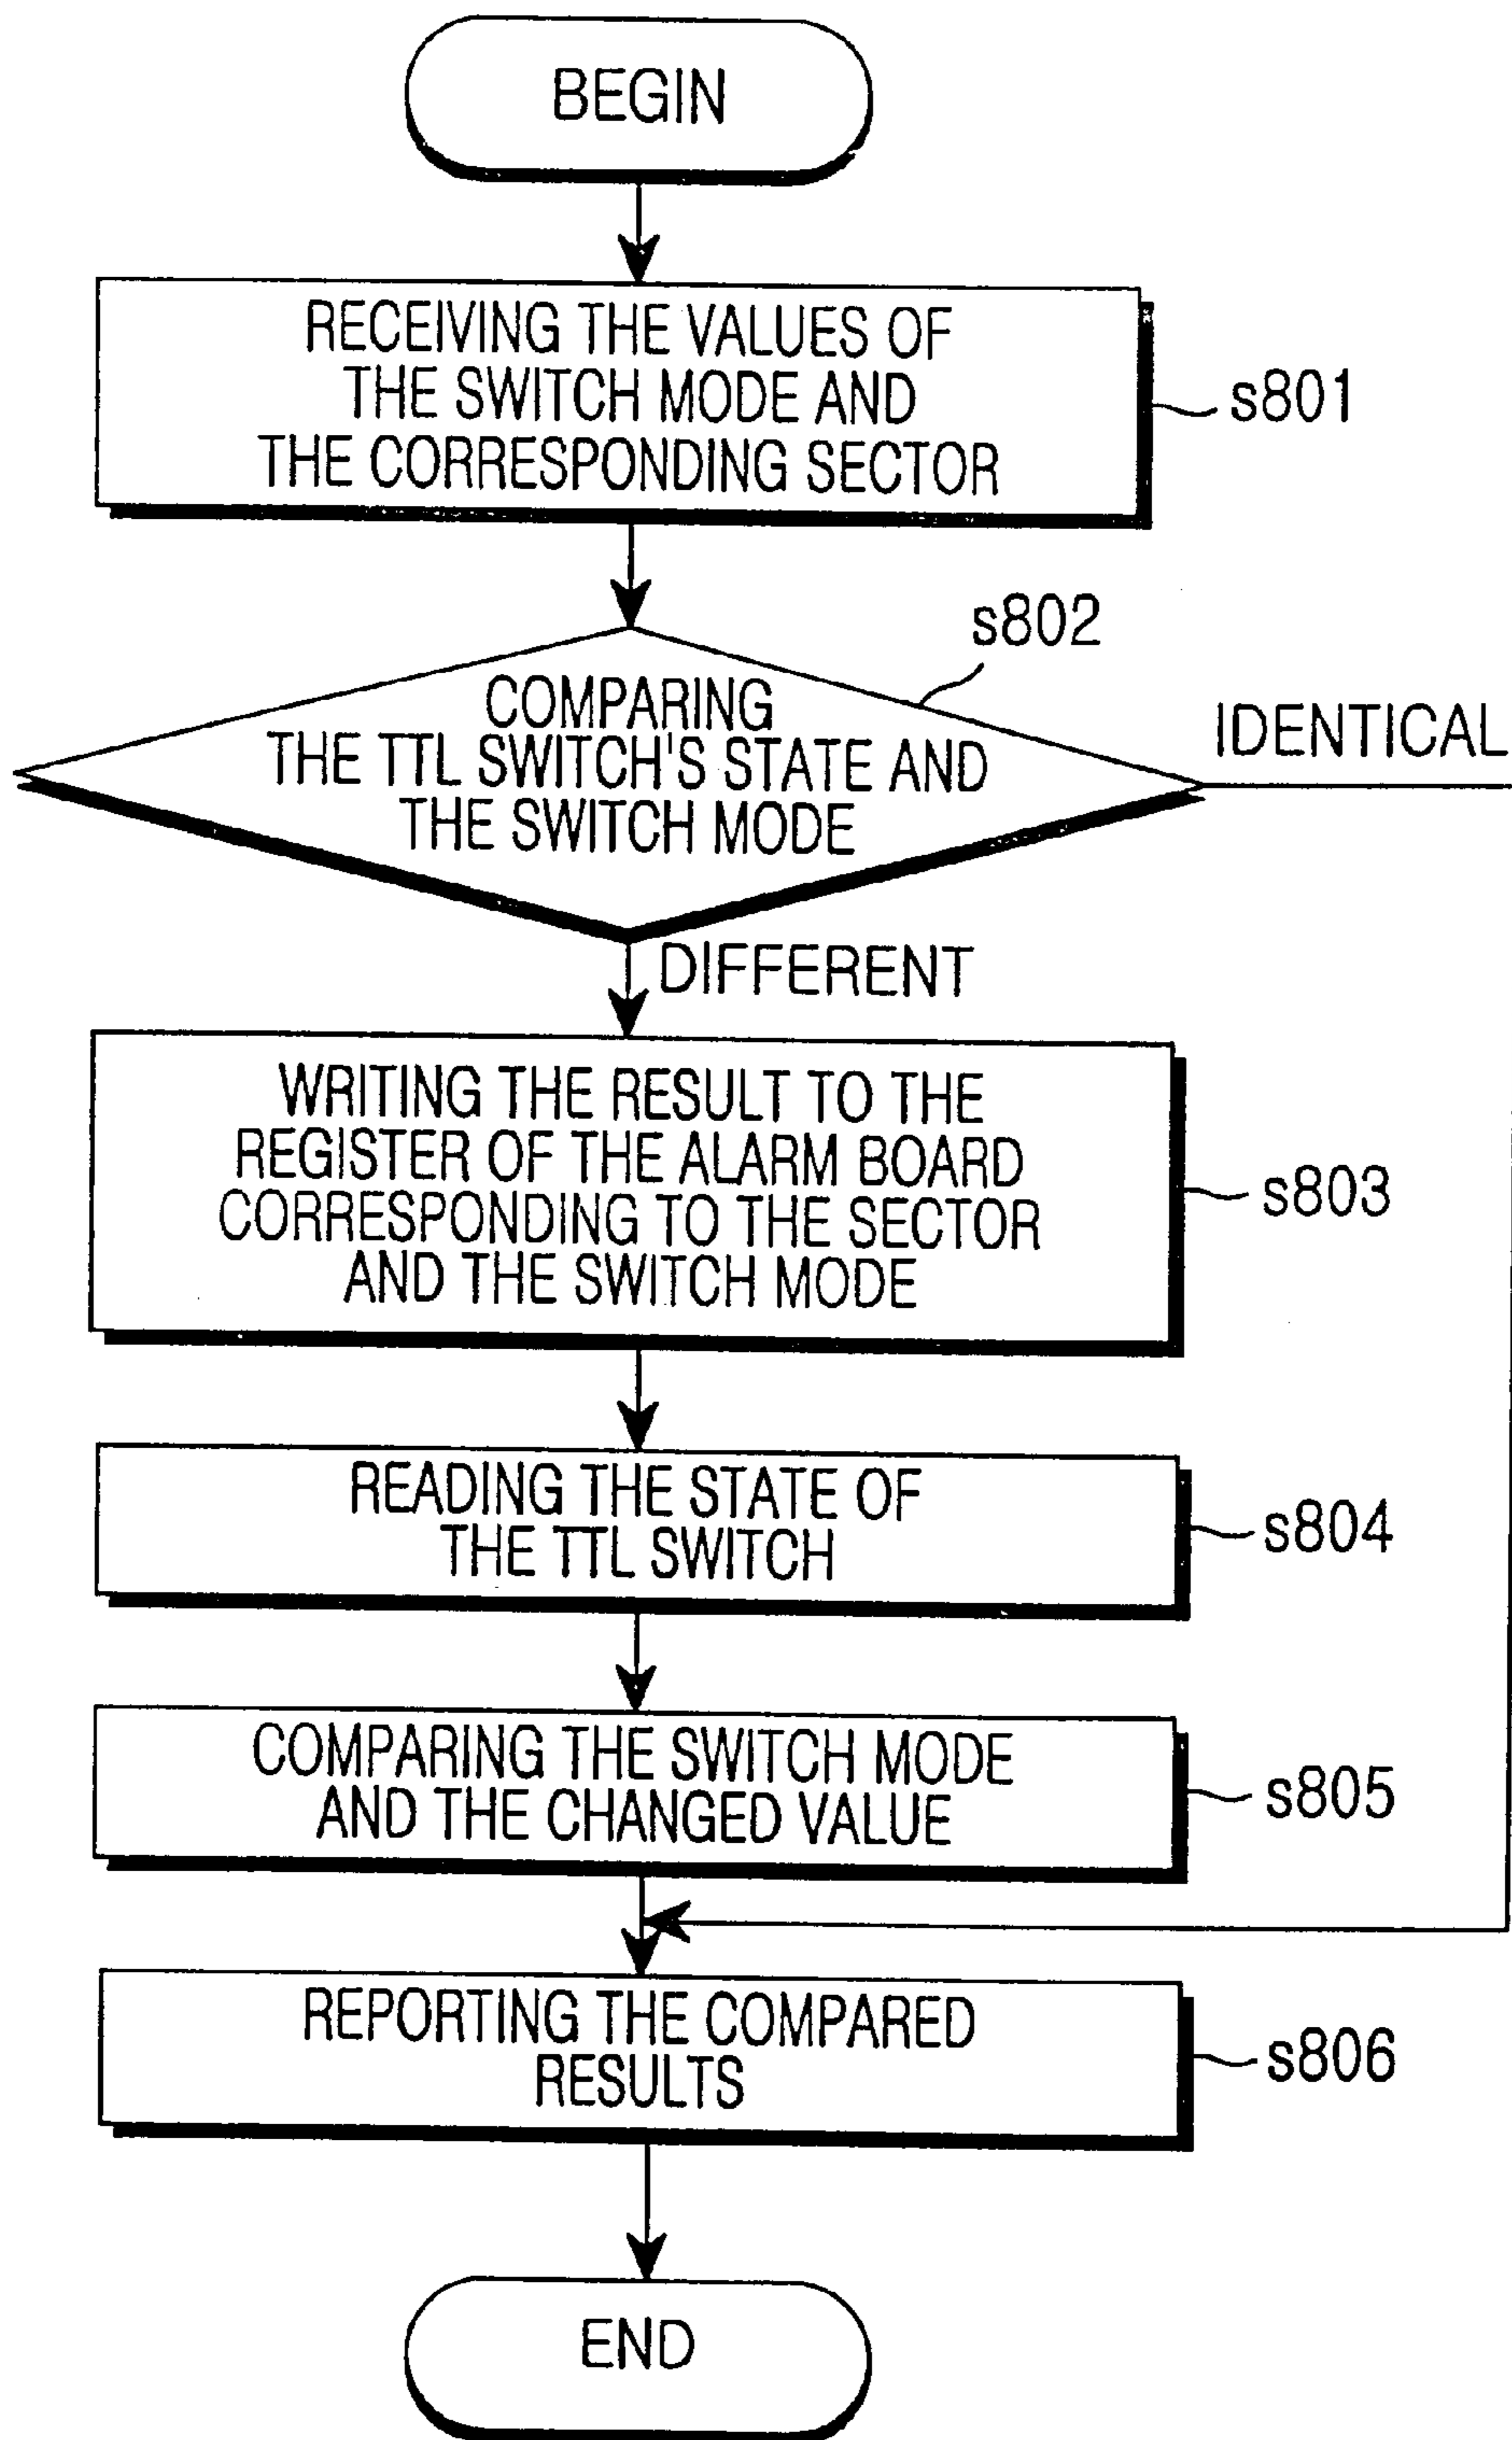 BEGIN
RECEIVING THE VALUES OF
THE SWITCH MODE AND
THE CORRESPONDING SECTOR
s801
s802
COMPARING
THE TTL SWITCH'S STATE AND
THE SWITCH MODE
IDENTICAL
DIFFERENT
WRITING THE RESULT TO THE
REGISTER OF THE ALARM BOARD
CORRESPONDING TO THE SECTOR
AND THE SWITCH MODE
s803
READING THE STATE OF
THE TTL SWITCH
s804
COMPARING THE SWITCH MODE
AND THE CHANGED VALUE
s805
REPORTING THE COMPARED
RESULTS
s806
END